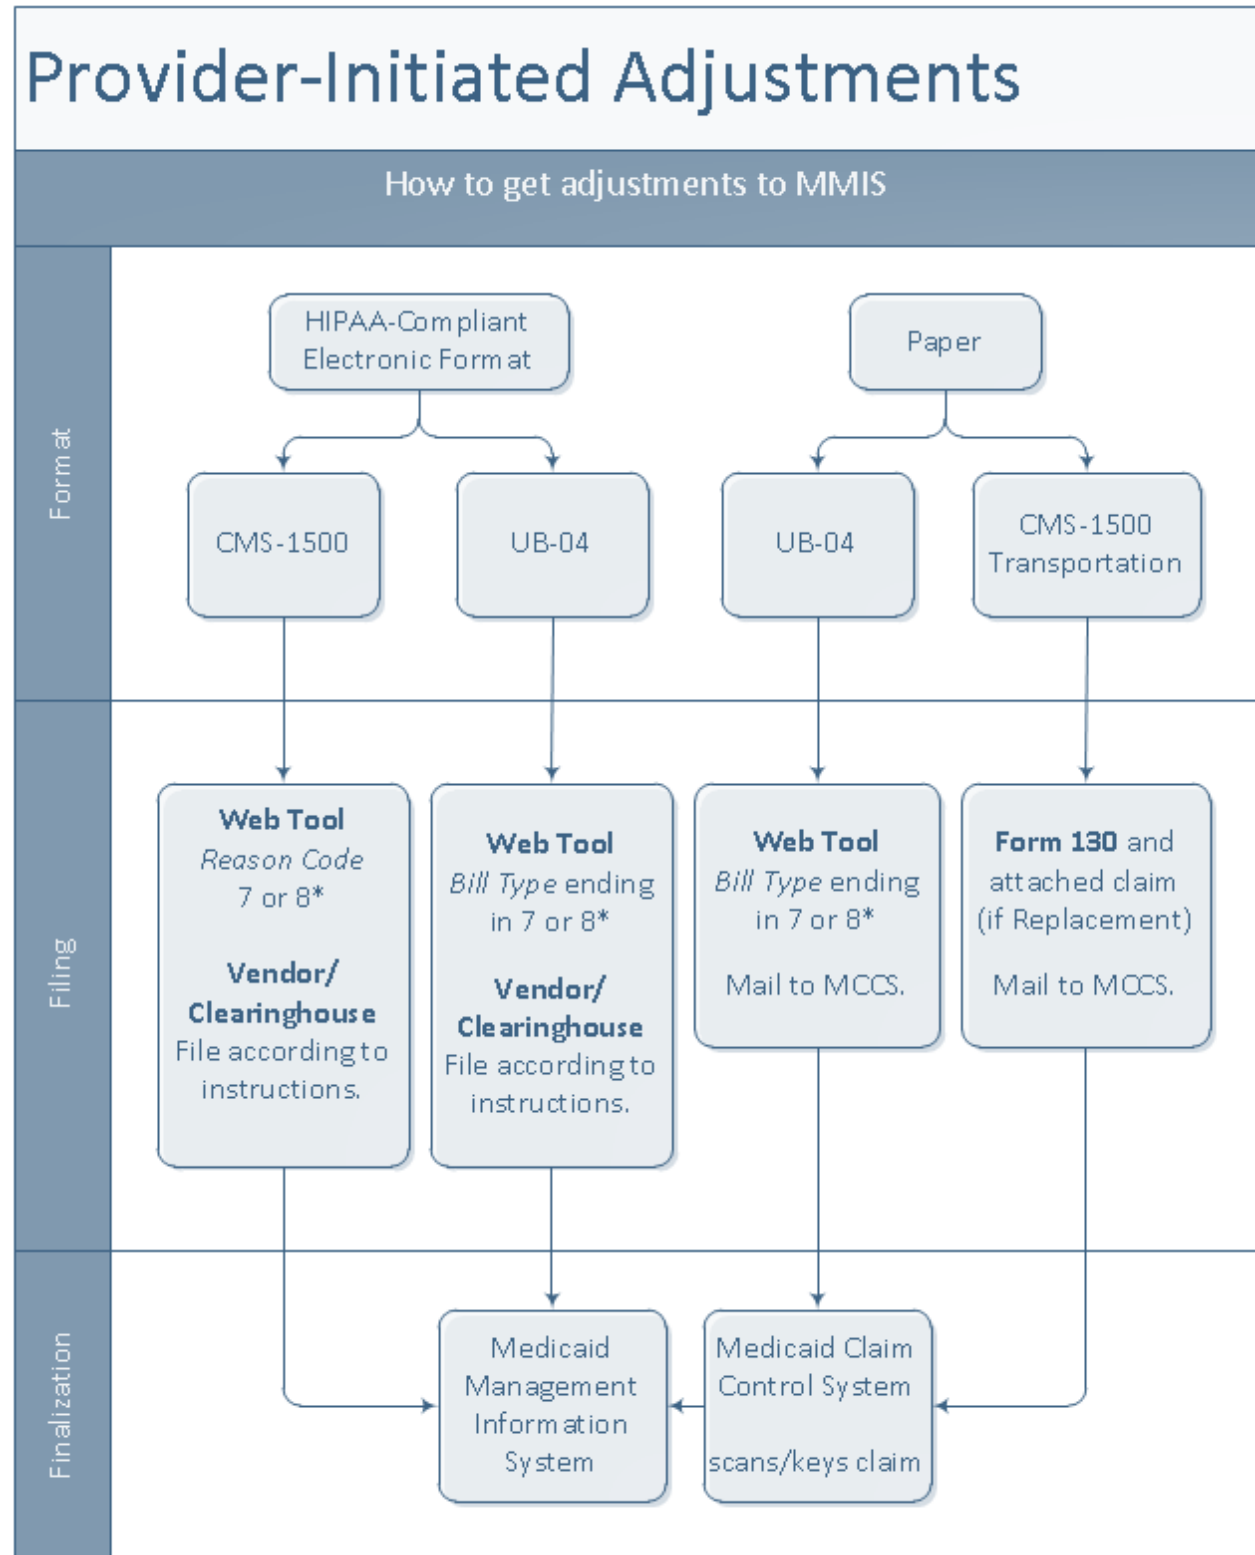 Provider-Initiated Adjustments
How to get adjustments to MMIS
Format
HIPAA-Compliant
Electronic Format
Paper
CMS-1500
UB-04
UB-04
CMS-1500
Transportation
Filing
Web Tool
Reason Code
7 or 8*
Vendor/
Clearinghouse
File according to
instructions.
Web Tool
Bill Type ending
in 7 or 8*
Vendor/
Clearinghouse
File according to
instructions.
Web Tool
Bill Type ending
in 7 or 8*
Mail to MCCS.
Form 130 and
attached claim
(if Replacement)
Mail to MCCS.
Finalization
Medicaid
Management
Information
System
Medicaid Claim
Control System
scans/keys claim